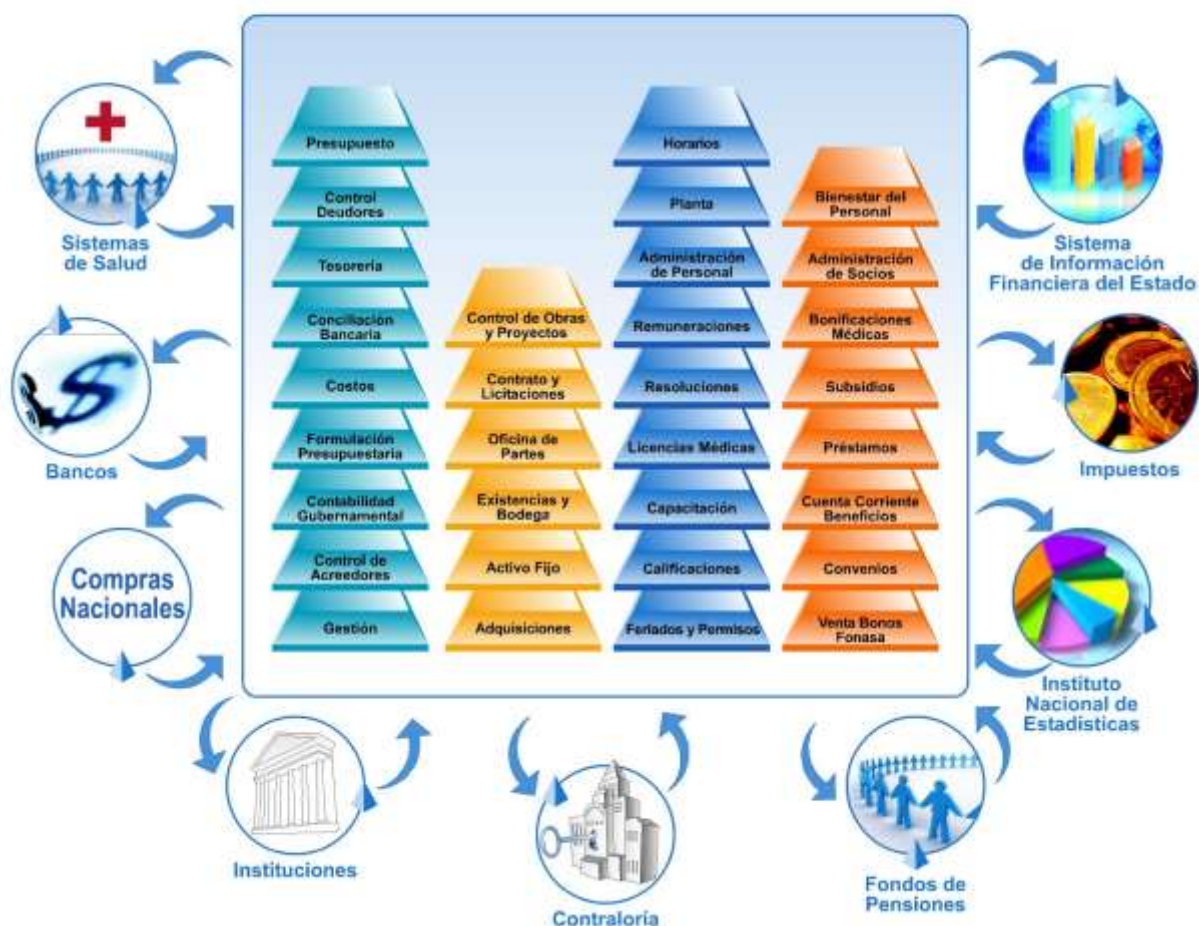 Presupuesto
Control
Deudores
Tesorería
Conciliación
Bancaria
Costos
Formulación
Presupuestaria
Contabilidad
Gubernamental
Control de
Acreedores
Gestión
Control de Obras
y Proyectos
Contrato y
Licitaciones
Oficina de
Partes
Existencias y
Bodega
Activo Fijo
Adquisiciones
Horarios
Planta
Administración
de Personal
Remuneraciones
Resoluciones
Licencias Médicas
Capacitación
Calificaciones
Feriados y Permisos
Bienestar del
Personal
Administración
de Socios
Bonificaciones
Médicas
Subsidios
Préstamos
Cuenta Corriente
Beneficios
Convenios
Venta Bonos
Fonasa
Sistemas
de Salud
Bancos
Compras
Nacionales
Instituciones
Contraloría
Fondos de
Pensiones
Instituto
Nacional de
Estadísticas
Impuestos
Sistema
de Información
Financiera del Estado